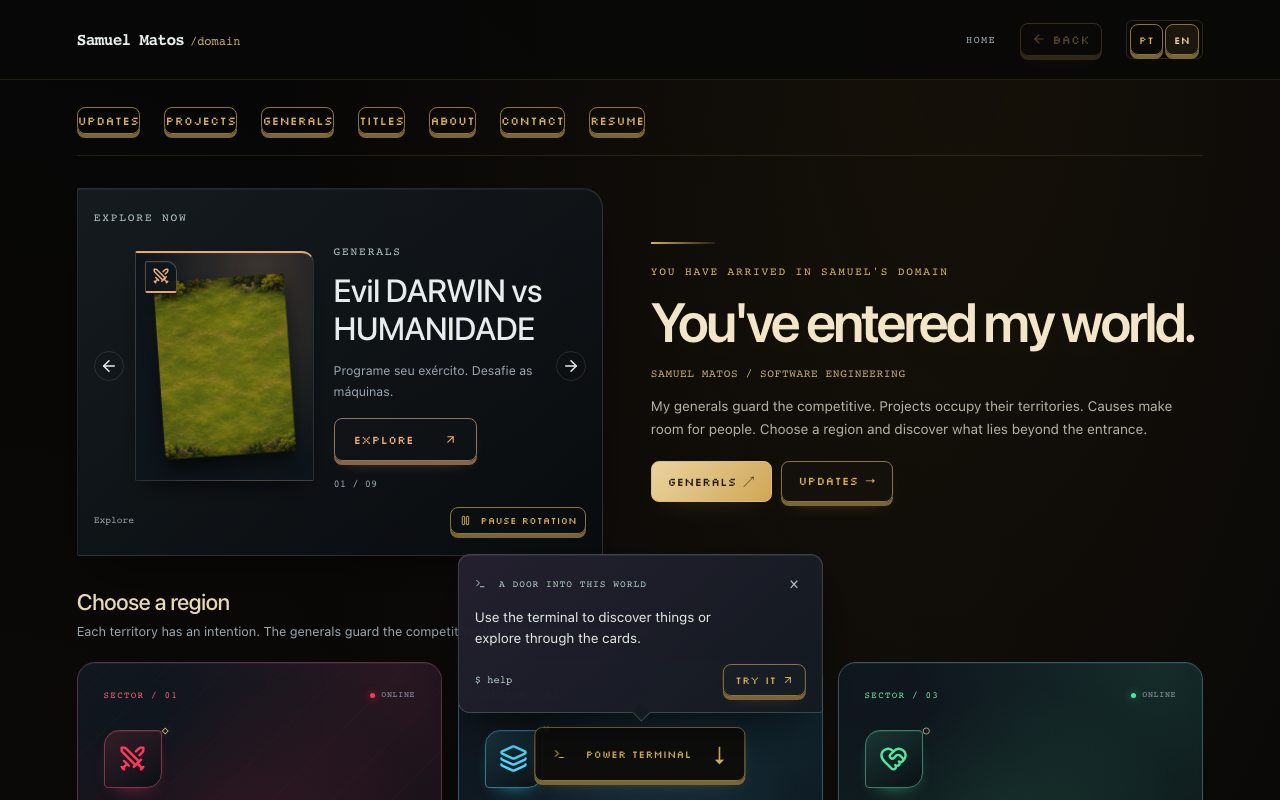 Samuel Matos /domain
HOME
← BACK
PT
EN
UPDATES
PROJECTS
GENERALS
TITLES
ABOUT
CONTACT
RESUME
EXPLORE NOW
GENERALS
Evil DARWIN vs
HUMANIDADE
Programe seu exército. Desafie as
máquinas.
EXPLORE
01 / 09
Explore
PAUSE ROTATION
YOU HAVE ARRIVED IN SAMUEL'S DOMAIN
You've entered my world.
SAMUEL MATOS / SOFTWARE ENGINEERING
My generals guard the competitive. Projects occupy their territories. Causes make
room for people. Choose a region and discover what lies beyond the entrance.
GENERALS ↗
UPDATES →
Choose a region
Each territory has an intention. The generals guard the competit
>_ A DOOR INTO THIS WORLD
Use the terminal to discover things or
explore through the cards.
$ help
TRY IT ↗
SECTOR / 01
ONLINE
>_ POWER TERMINAL ↓
SECTOR / 03
ONLINE